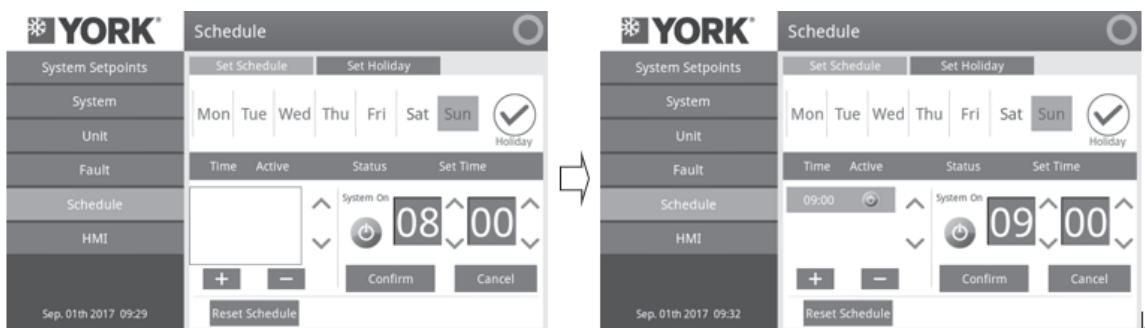 YORK®
Schedule
System Setpoints
System
Unit
Fault
Schedule
HMI
Sep. 01th 2017 09:29
Set Schedule Set Holiday
Mon Tue Wed Thu Fri Sat Sun
Holiday
Time Active Status Set Time
System On
08 00
+ − Confirm Cancel
Reset Schedule
YORK®
Schedule
System Setpoints
System
Unit
Fault
Schedule
HMI
Sep. 01th 2017 09:32
Set Schedule Set Holiday
Mon Tue Wed Thu Fri Sat Sun
Holiday
Time Active Status Set Time
09:00
System On
09 00
+ − Confirm Cancel
Reset Schedule